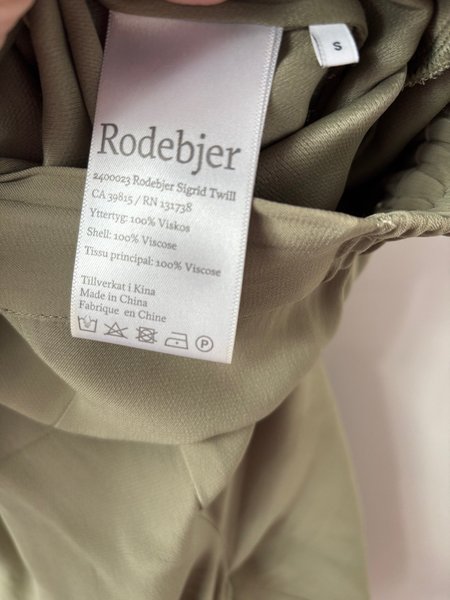 S
Rodebjer
2400023 Rodebjer Sigrid Twill
CA 39815 / RN 131738
Yttertyg: 100% Viskos
Shell: 100% Viscose
Tissu principal: 100% Viscose
Tillverkat i Kina
Made in China
Fabrique en Chine
P